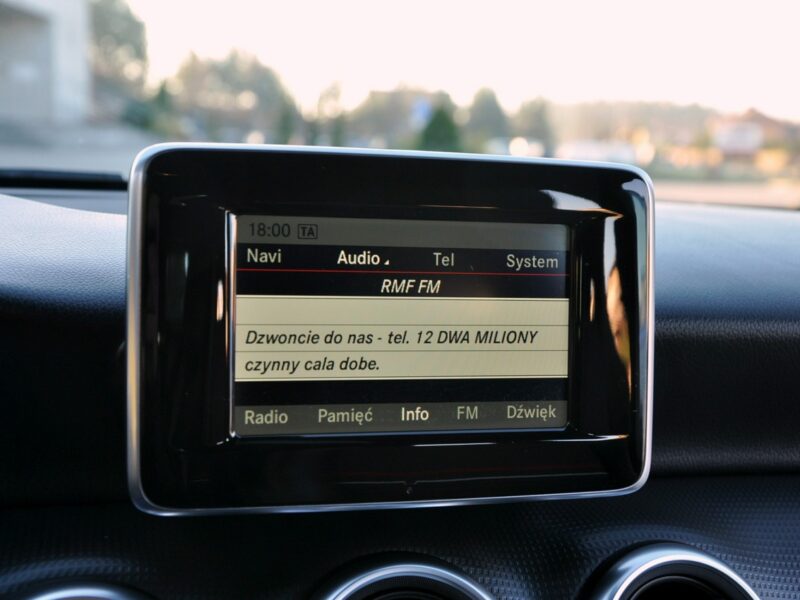 18:00 TA
Navi Audio Tel System
RMF FM
Dzwoncie do nas - tel. 12 DWA MILIONY
czynny cala dobe.
Radio Pamięć Info FM Dźwięk